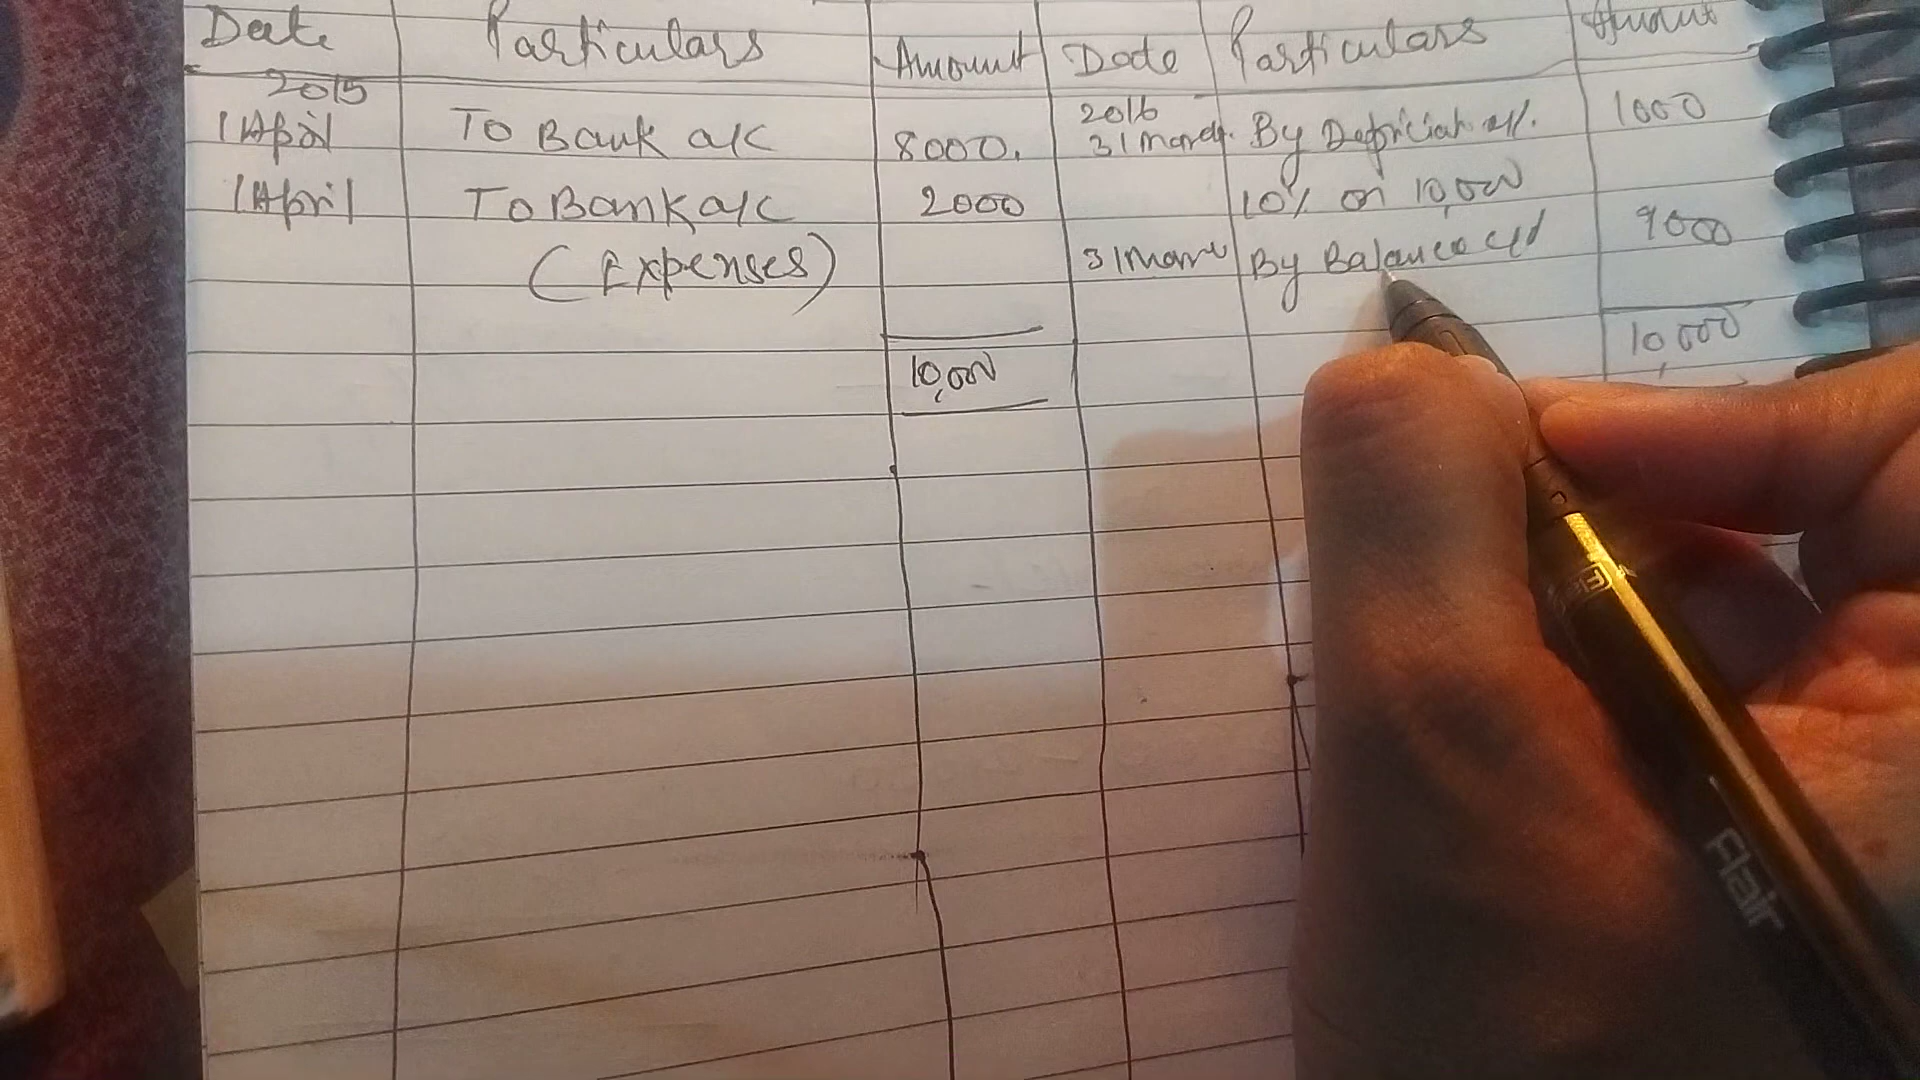 Date Particulars Amount Date Particulars Amount
2015 2016
1 April To Bank a/c 8000. 31 March. By Depriciat a/c. 1000
1 April To Bank a/c 2000 10% on 10,000
(Expenses) 31 March By Balance c/d 9000
10,000 10,000
Flair